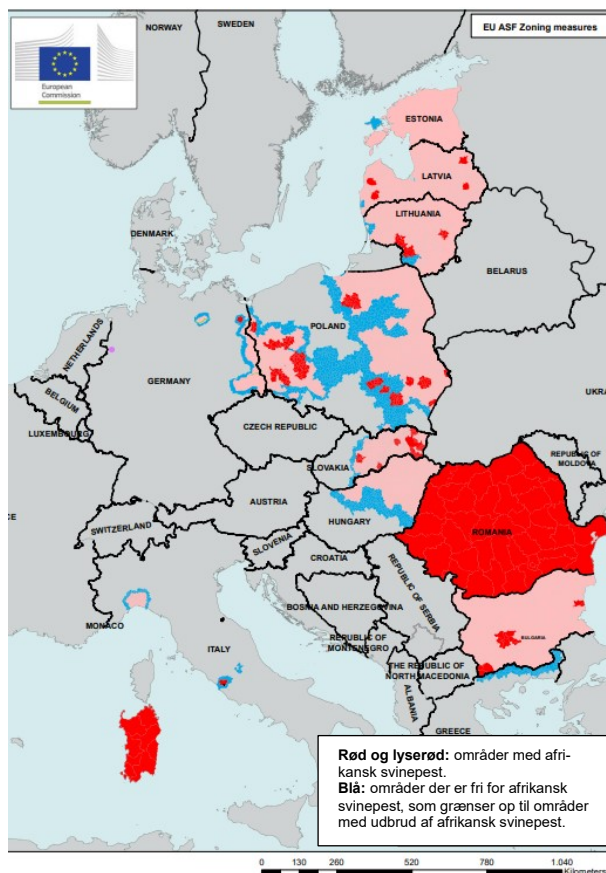 NORWAY
SWEDEN
EU ASF Zoning measures
European
Commission
ESTONIA
LATVIA
LITHUANIA
DENMARK
BELARUS
NETHERLANDS
POLAND
GERMANY
BELGIUM
UKRA
LUXEMBOURG
CZECH REPUBLIC
SLOVAKIA
REPUBLIC OF
MOLDOVA
CE
AUSTRIA
HUNGARY
SWITZERLAND
ROMANIA
SLOVENIA
CROATIA
REPUBLIC OF SERBIA
BOSNIA AND HERZEGOVINA
MONACO
ITALY
REPUBLIC OF
MONTENEGRO
BULGARIA
THE REPUBLIC OF
NORTH MACEDONIA
ALBANIA
GREECE
Rød og lyserød: områder med afri-
kansk svinepest.
Blå: områder der er fri for afrikansk
svinepest, som grænser op til områder
med udbrud af afrikansk svinepest.
0 130 260 520 780 1.040
Kilometers